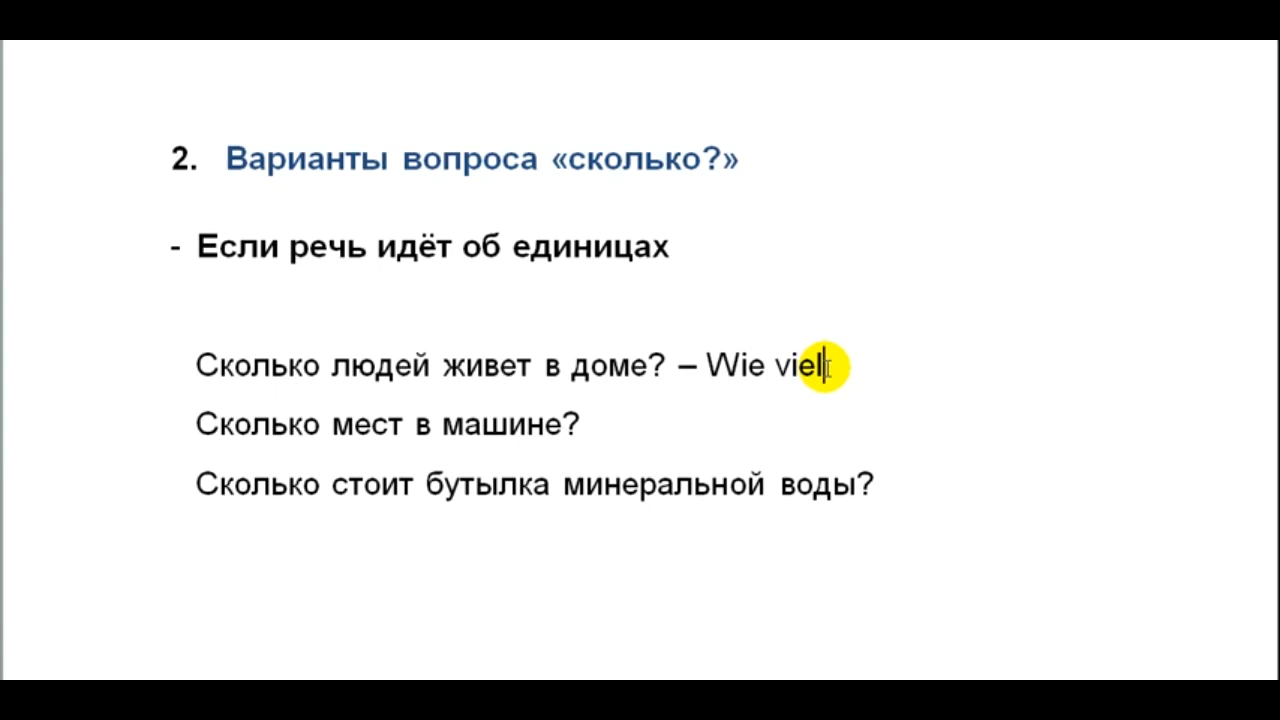 2. Варианты вопроса «сколько?»
- Если речь идёт об единицах
Сколько людей живет в доме? – Wie viel
Сколько мест в машине?
Сколько стоит бутылка минеральной воды?